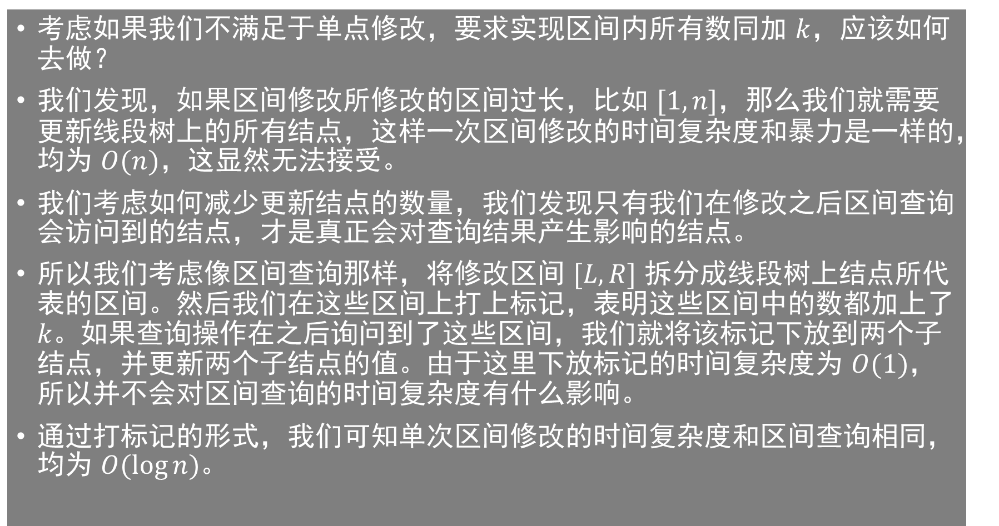 • 考虑如果我们不满足于单点修改，要求实现区间内所有数同加 k，应该如何
去做？
• 我们发现，如果区间修改所修改的区间过长，比如 [1,n]，那么我们就需要
更新线段树上的所有结点，这样一次区间修改的时间复杂度和暴力是一样的，
均为 O(n)，这显然无法接受。
• 我们考虑如何减少更新结点的数量，我们发现只有我们在修改之后区间查询
会访问到的结点，才是真正会对查询结果产生影响的结点。
• 所以我们考虑像区间查询那样，将修改区间 [L,R] 拆分成线段树上结点所代
表的区间。然后我们在这些区间上打上标记，表明这些区间中的数都加上了
k。如果查询操作在之后询问到了这些区间，我们就将该标记下放到两个子
结点，并更新两个子结点的值。由于这里下放标记的时间复杂度为 O(1)，
所以并不会对区间查询的时间复杂度有什么影响。
• 通过打标记的形式，我们可知单次区间修改的时间复杂度和区间查询相同，
均为 O(log n)。